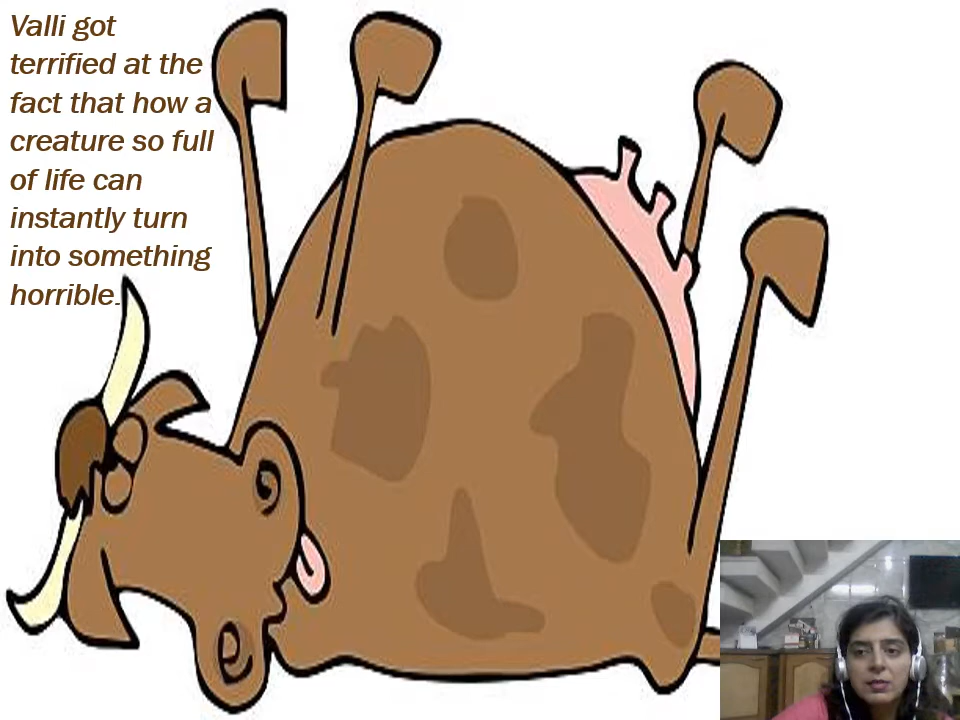 Valli got
terrified at the
fact that how a
creature so full
of life can
instantly turn
into something
horrible.